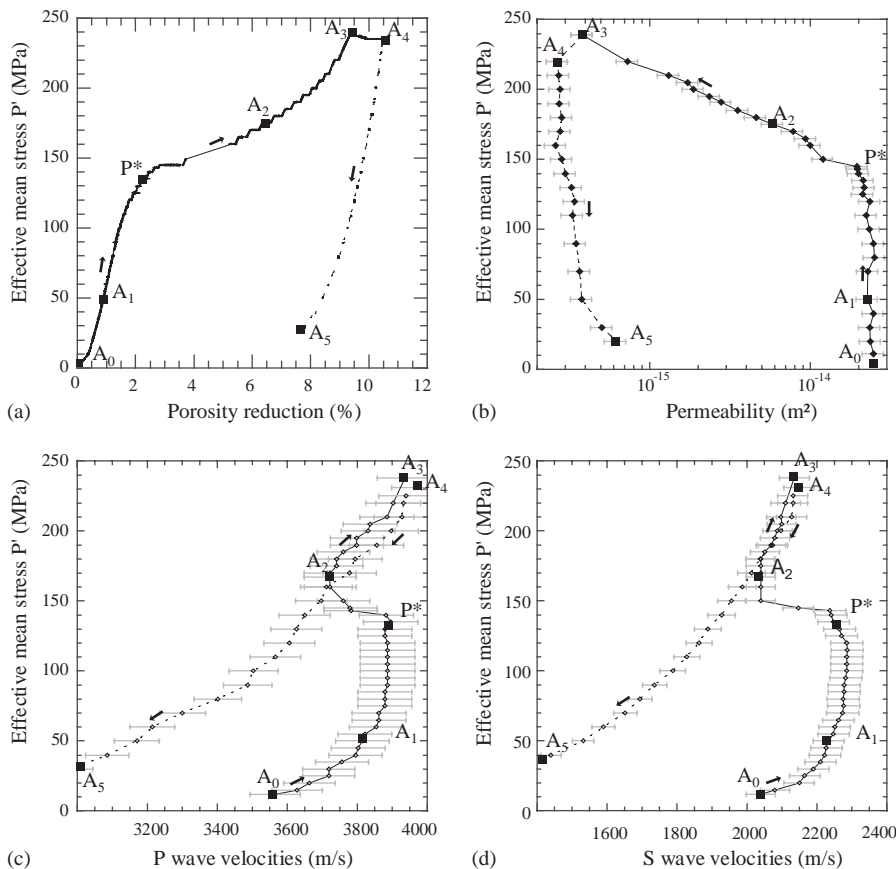 250
200
150
100
50
0
Effective mean stress P' (MPa)
A3
A4
A2
P*
A1
A0
A5
0 2 4 6 8 10 12
(a) Porosity reduction (%)
250
200
150
100
50
0
Effective mean stress P' (MPa)
A3
A4
A2
P*
A1
A0
A5
10-15 10-14
(b) Permeability (m²)
250
200
150
100
50
0
Effective mean stress P' (MPa)
A3
A4
A2
P*
A1
A0
A5
3200 3400 3600 3800 4000
(c) P wave velocities (m/s)
250
200
150
100
50
0
Effective mean stress P' (MPa)
A3
A4
A2
P*
A1
A0
A5
1600 1800 2000 2200 2400
(d) S wave velocities (m/s)